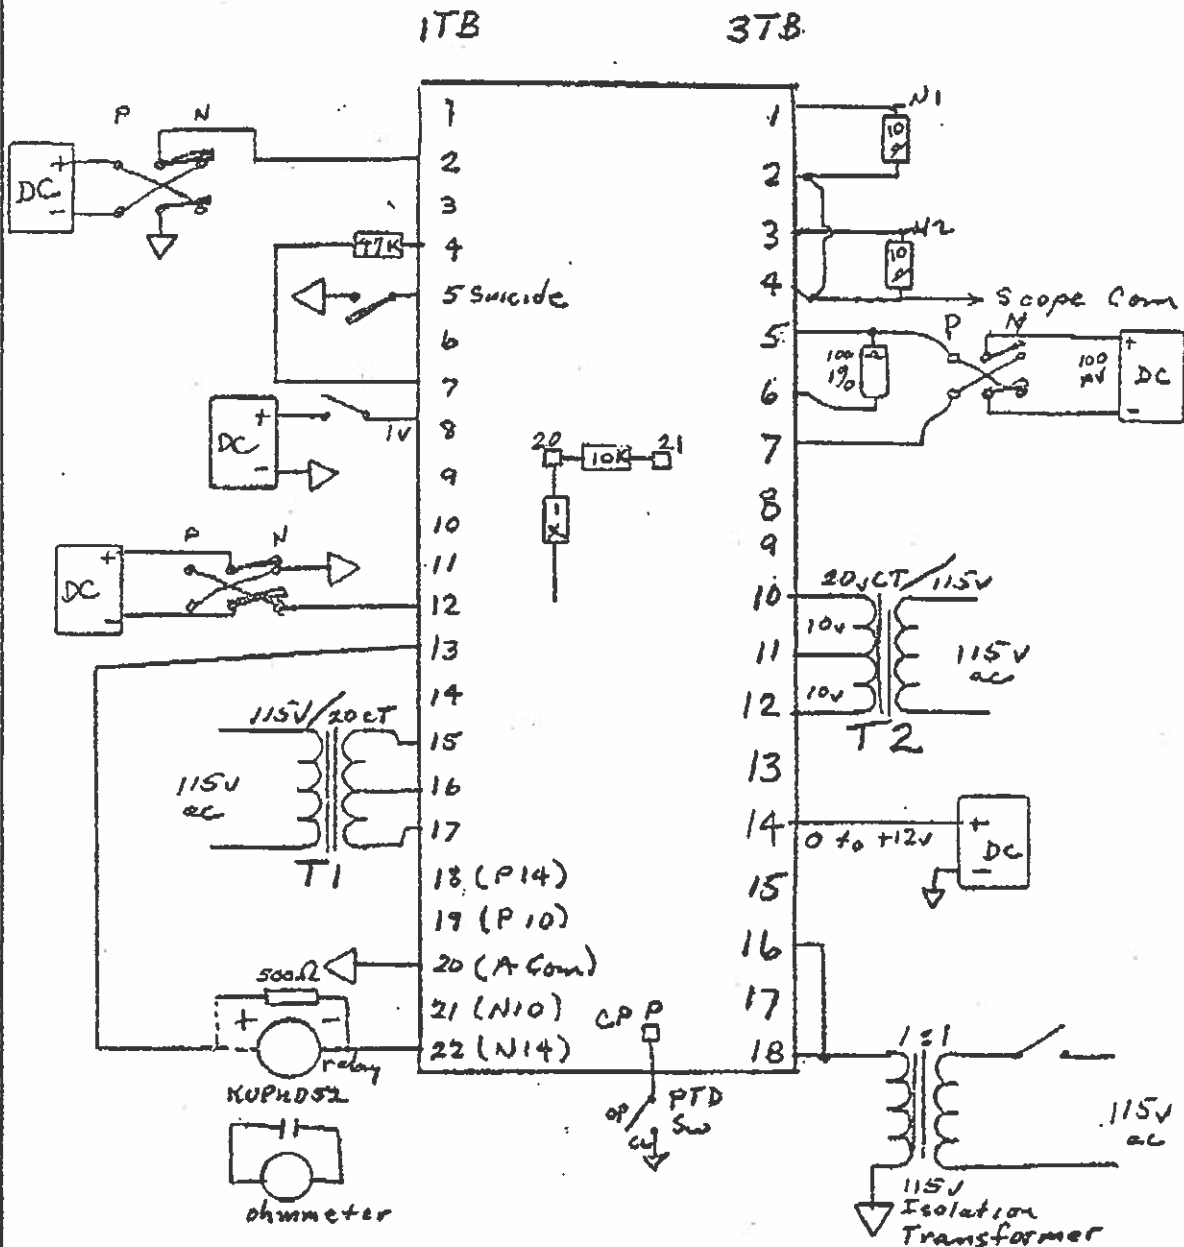 1TB
3TB
1
2
3
4
5 Suicide
6
7
8
9
10
11
12
13
14
15
16
17
18 (P14)
19 (P10)
20 (A Com)
21 (N10)
22 (N14)
P N
DC
+
-
47K
DC
+
-
1v
P N
DC
+
-
115V/20CT
115V
ac
T1
500Ω
+ -
relay
KUP14D52
ohmmeter
20
10K
21
X-
CPP
OP
CL
PTD
Sw
1
2
3
4
5
6
7
8
9
10
11
12
13
14
15
16
17
18
N1
10
N2
10
Scope Com
P N
100 Ω
1%
100
mV
+
DC
-
20vCT/115v
10v
10v
115V
ac
T2
0 to +12v
+
DC
-
1:1
115v
ac
115v
Isolation
Transformer